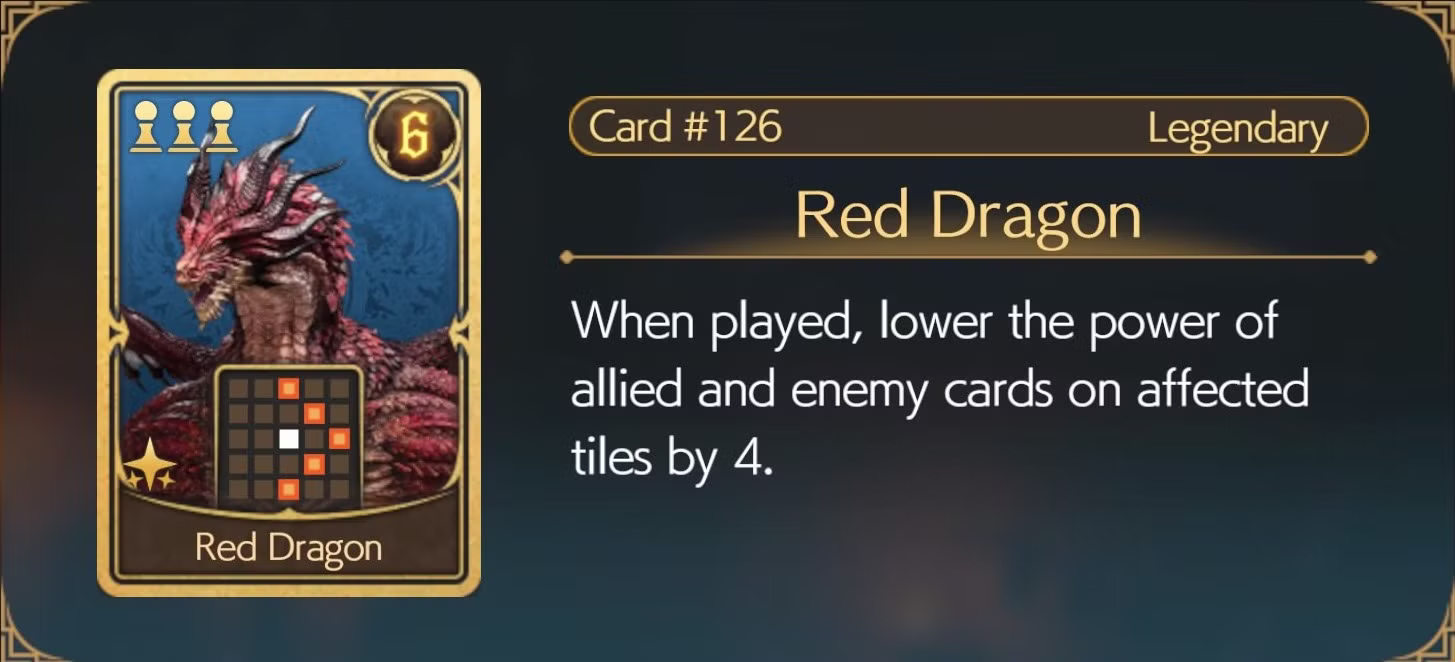 6
Red Dragon
Card #126 Legendary
Red Dragon
When played, lower the power of
allied and enemy cards on affected
tiles by 4.